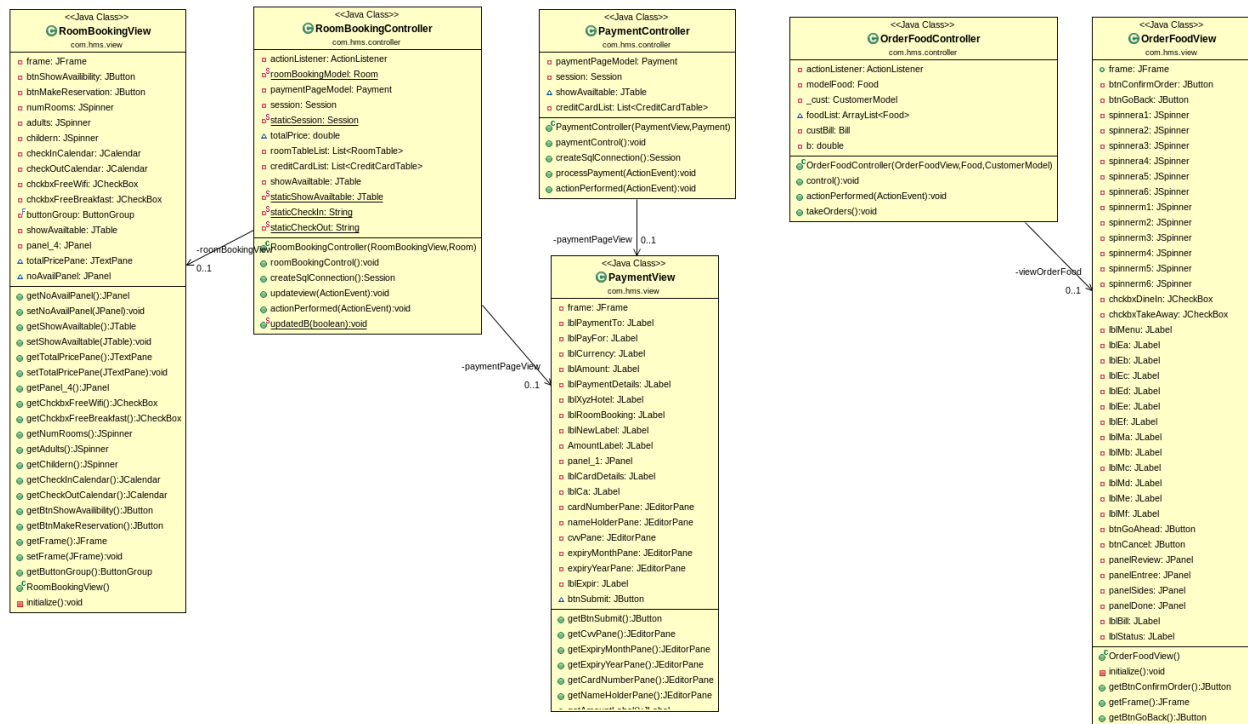 <<Java Class>>
RoomBookingView
com.hms.view
frame: JFrame
btnShowAvailibility: JButton
btnMakeReservation: JButton
numRooms: JSpinner
adults: JSpinner
childern: JSpinner
checkInCalendar: JCalendar
checkOutCalendar: JCalendar
chckbxFreeWifi: JCheckBox
chckbxFreeBreakfast: JCheckBox
buttonGroup: ButtonGroup
showAvailtable: JTable
panel_4: JPanel
totalPricePane: JTextPane
noAvailPanel: JPanel
getNoAvailPanel():JPanel
setNoAvailPanel(JPanel):void
getShowAvailtable():JTable
setShowAvailtable(JTable):void
getTotalPricePane():JTextPane
setTotalPricePane(JTextPane):void
getPanel_4():JPanel
getChckbxFreeWifi():JCheckBox
getChckbxFreeBreakfast():JCheckBox
getNumRooms():JSpinner
getAdults():JSpinner
getChildern():JSpinner
getCheckInCalendar():JCalendar
getCheckOutCalendar():JCalendar
getBtnShowAvailibility():JButton
getBtnMakeReservation():JButton
getFrame():JFrame
setFrame(JFrame):void
getButtonGroup():ButtonGroup
RoomBookingView()
initialize():void
-roomBookingView
0..1
<<Java Class>>
RoomBookingController
com.hms.controller
actionListener: ActionListener
roomBookingModel: Room
paymentPageModel: Payment
session: Session
staticSession: Session
totalPrice: double
roomTableList: List<RoomTable>
creditCardList: List<CreditCardTable>
showAvailtable: JTable
staticShowAvailtable: JTable
staticCheckIn: String
staticCheckOut: String
RoomBookingController(RoomBookingView,Room)
roomBookingControl():void
createSqlConnection():Session
updateview(ActionEvent):void
actionPerformed(ActionEvent):void
updatedB(boolean):void
-paymentPageView
0..1
<<Java Class>>
PaymentController
com.hms.controller
paymentPageModel: Payment
session: Session
showAvailtable: JTable
creditCardList: List<CreditCardTable>
PaymentController(PaymentView,Payment)
paymentControl():void
createSqlConnection():Session
processPayment(ActionEvent):void
actionPerformed(ActionEvent):void
-paymentPageView
0..1
<<Java Class>>
PaymentView
com.hms.view
frame: JFrame
lblPaymentTo: JLabel
lblPayFor: JLabel
lblCurrency: JLabel
lblAmount: JLabel
lblPaymentDetails: JLabel
lblXyzHotel: JLabel
lblRoomBooking: JLabel
lblNewLabel: JLabel
AmountLabel: JLabel
panel_1: JPanel
lblCardDetails: JLabel
lblCa: JLabel
cardNumberPane: JEditorPane
nameHolderPane: JEditorPane
cvvPane: JEditorPane
expiryMonthPane: JEditorPane
expiryYearPane: JEditorPane
lblExpir: JLabel
btnSubmit: JButton
getBtnSubmit():JButton
getCvvPane():JEditorPane
getExpiryMonthPane():JEditorPane
getExpiryYearPane():JEditorPane
getCardNumberPane():JEditorPane
getNameHolderPane():JEditorPane
<<Java Class>>
OrderFoodController
com.hms.controller
actionListener: ActionListener
modelFood: Food
_cust: CustomerModel
foodList: ArrayList<Food>
custBill: Bill
b: double
OrderFoodController(OrderFoodView,Food,CustomerModel)
control():void
actionPerformed(ActionEvent):void
takeOrders():void
-viewOrderFood
0..1
<<Java Class>>
OrderFoodView
com.hms.view
frame: JFrame
btnConfirmOrder: JButton
btnGoBack: JButton
spinnera1: JSpinner
spinnera2: JSpinner
spinnera3: JSpinner
spinnera4: JSpinner
spinnera5: JSpinner
spinnera6: JSpinner
spinnerm1: JSpinner
spinnerm2: JSpinner
spinnerm3: JSpinner
spinnerm4: JSpinner
spinnerm5: JSpinner
spinnerm6: JSpinner
chckbxDineIn: JCheckBox
chckbxTakeAway: JCheckBox
lblMenu: JLabel
lblEa: JLabel
lblEb: JLabel
lblEc: JLabel
lblEd: JLabel
lblEe: JLabel
lblEf: JLabel
lblMa: JLabel
lblMb: JLabel
lblMc: JLabel
lblMd: JLabel
lblMe: JLabel
lblMf: JLabel
btnGoAhead: JButton
btnCancel: JButton
panelReview: JPanel
panelEntree: JPanel
panelSides: JPanel
panelDone: JPanel
lblBill: JLabel
lblStatus: JLabel
OrderFoodView()
initialize():void
getBtnConfirmOrder():JButton
getFrame():JFrame
getBtnGoBack():JButton